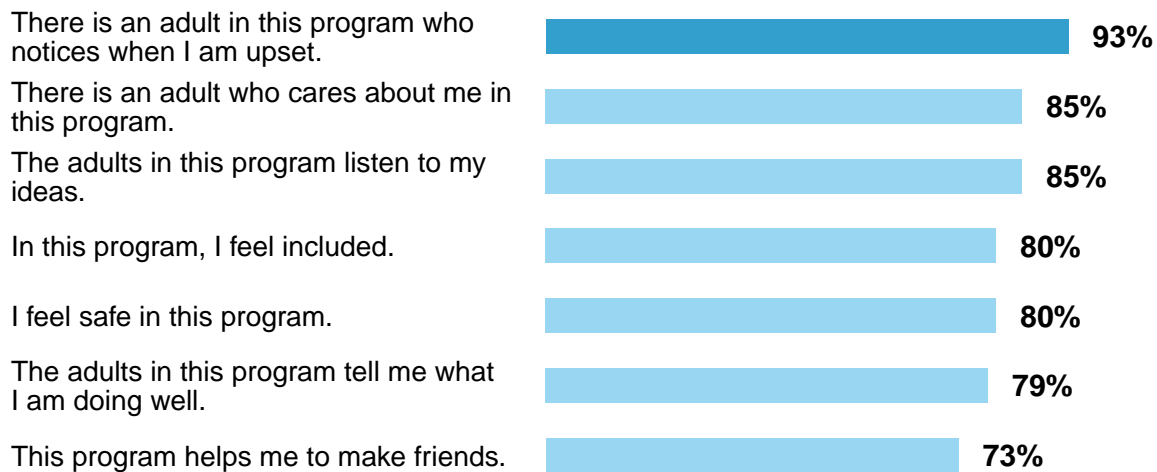 There is an adult in this program who
notices when I am upset.
93%
There is an adult who cares about me in
this program.
85%
The adults in this program listen to my
ideas.
85%
In this program, I feel included.
80%
I feel safe in this program.
80%
The adults in this program tell me what
I am doing well.
79%
This program helps me to make friends.
73%